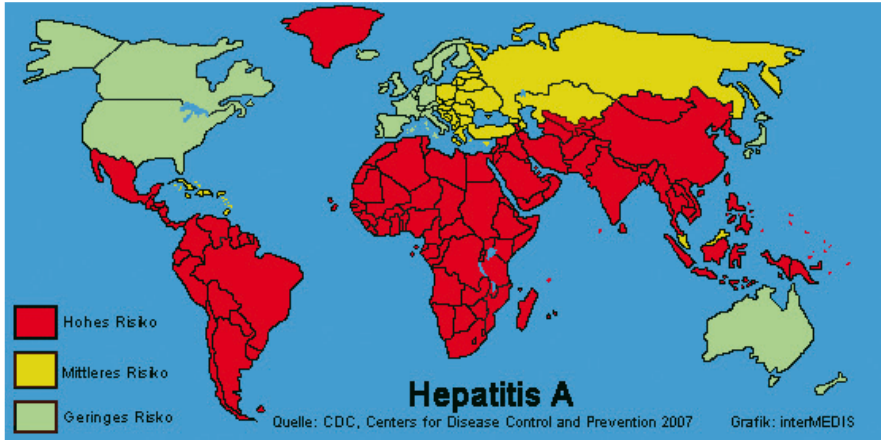 Hohes Risiko
Mittleres Risiko
Geringes Risko
Hepatitis A
Quelle: CDC, Centers for Disease Control and Prevention 2007
Grafik: interMEDIS